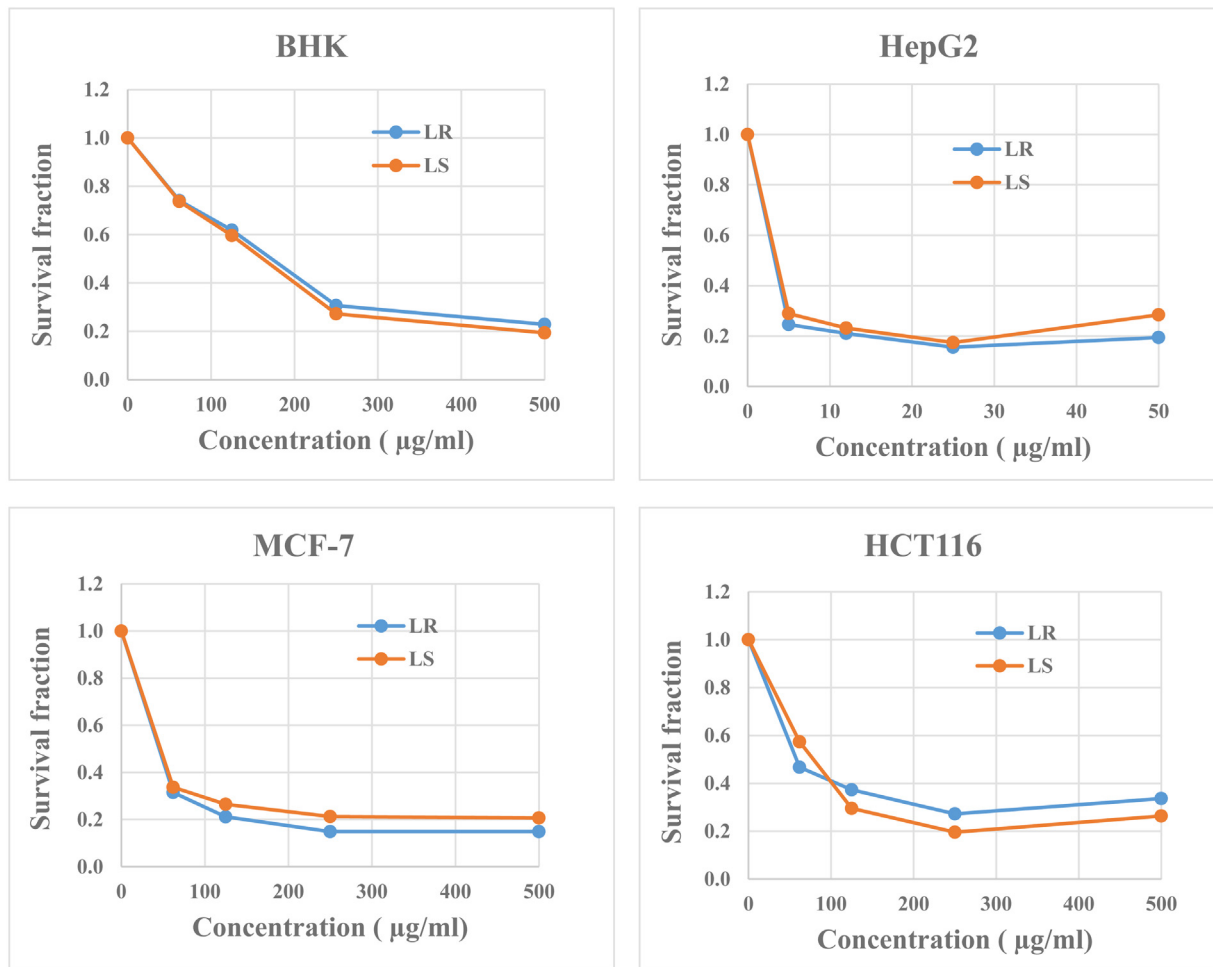 BHK
1.2
1.0
0.8
0.6
0.4
0.2
0.0
Survival fraction
LR
LS
0 100 200 300 400 500
Concentration ( μg/ml)
HepG2
1.2
1.0
0.8
0.6
0.4
0.2
0.0
Survival fraction
LR
LS
0 10 20 30 40 50
Concentration ( μg/ml)
MCF-7
1.2
1.0
0.8
0.6
0.4
0.2
0.0
Survival fraction
LR
LS
0 100 200 300 400 500
Concentration ( μg/ml)
HCT116
1.2
1.0
0.8
0.6
0.4
0.2
0.0
Survival fraction
LR
LS
0 100 200 300 400 500
Concentration ( μg/ml)